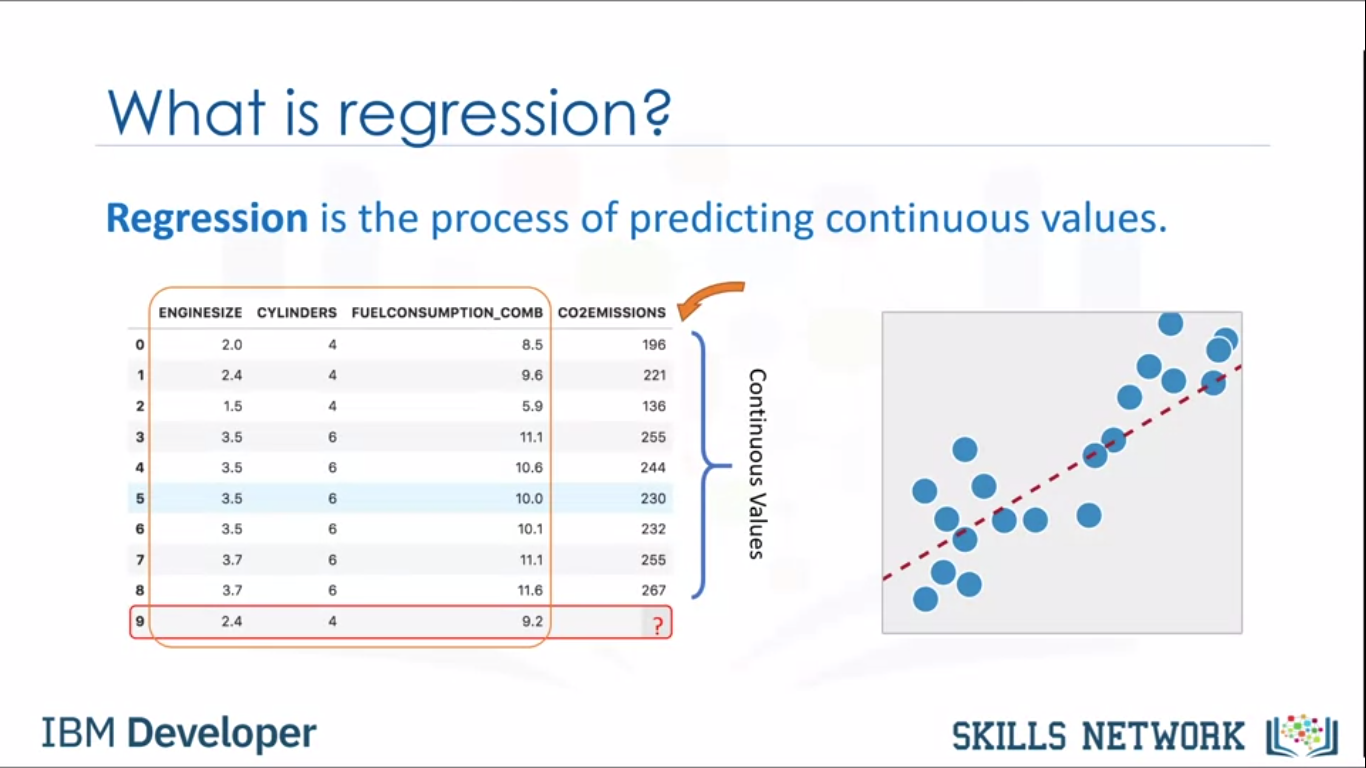 What is regression?
Regression is the process of predicting continuous values.
ENGINESIZE CYLINDERS FUELCONSUMPTION_COMB CO2EMISSIONS
0 2.0 4 8.5 196
1 2.4 4 9.6 221
2 1.5 4 5.9 136
3 3.5 6 11.1 255
4 3.5 6 10.6 244
5 3.5 6 10.0 230
6 3.5 6 10.1 232
7 3.7 6 11.1 255
8 3.7 6 11.6 267
9 2.4 4 9.2 ?
Continuous Values
IBM Developer
SKILLS NETWORK